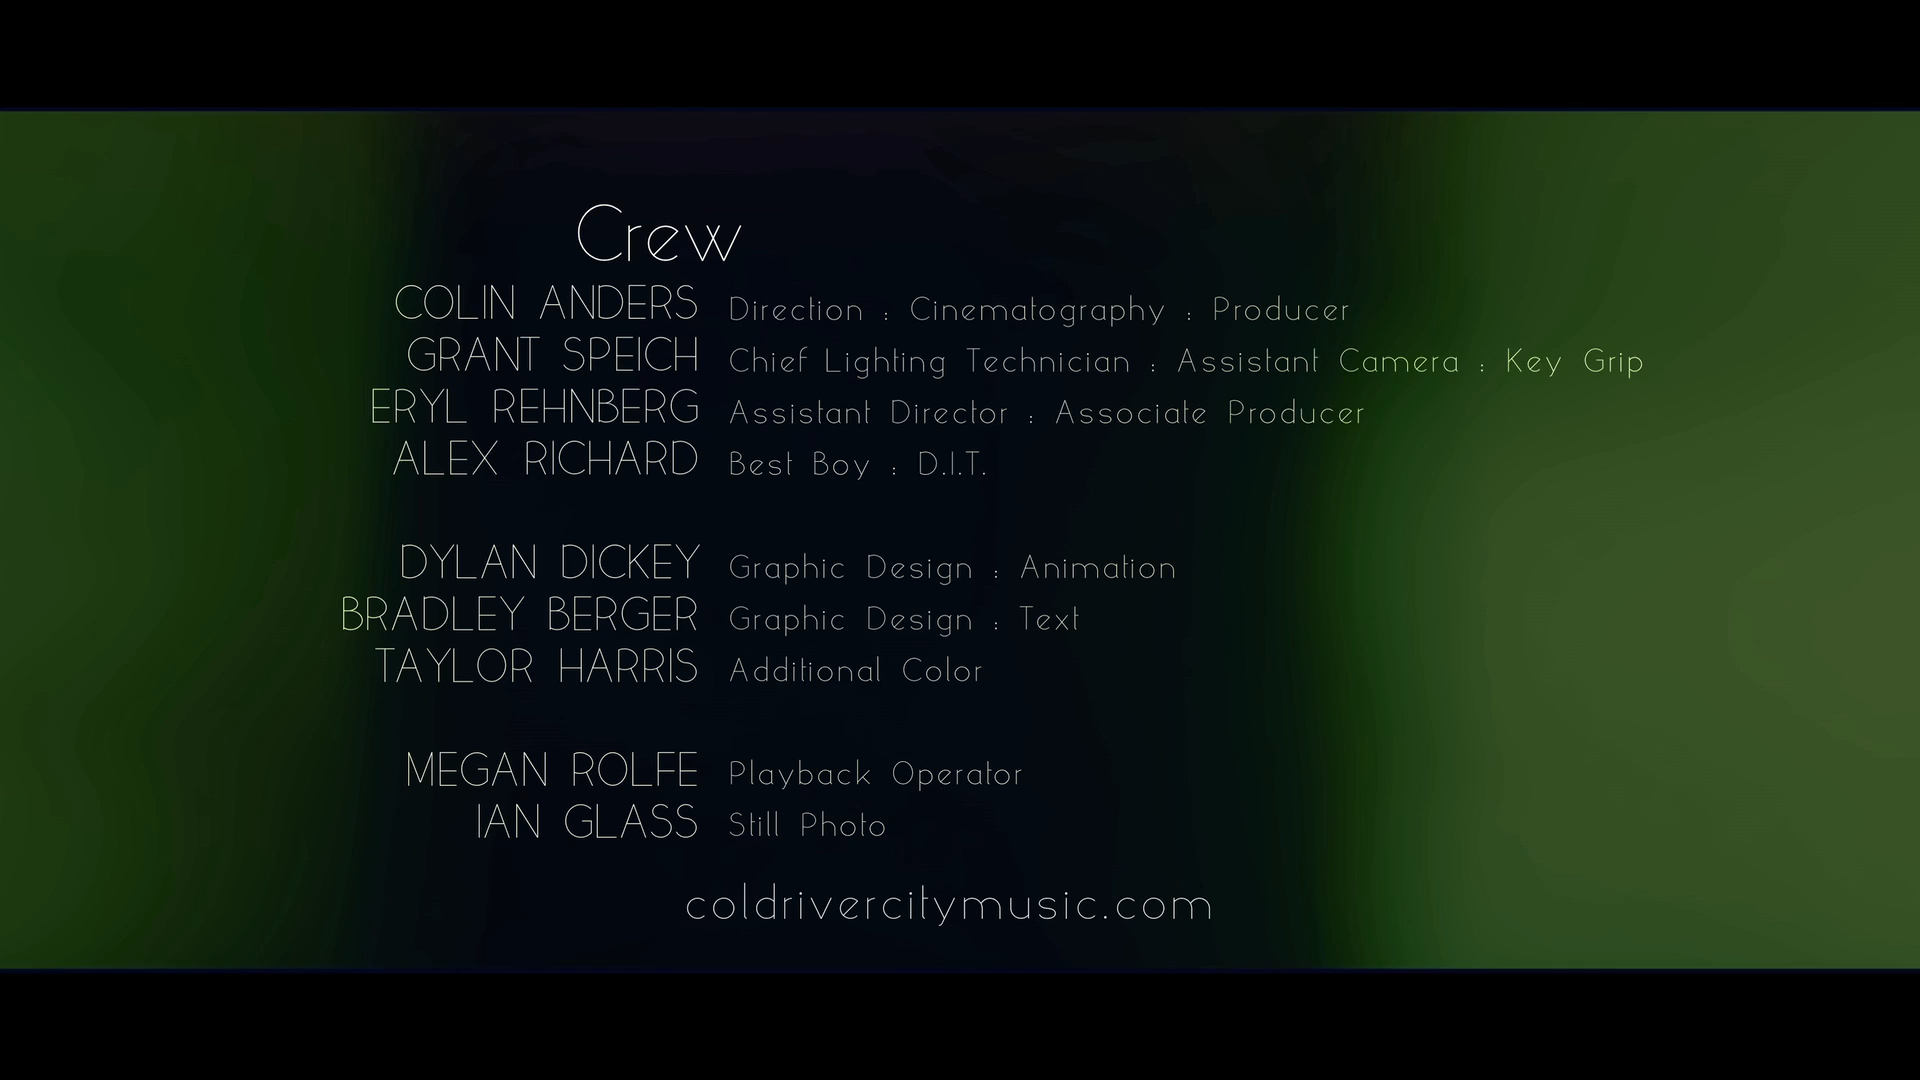 Crew
COLIN ANDERS Direction : Cinematography : Producer
GRANT SPEICH Chief Lighting Technician : Assistant Camera : Key Grip
ERYL REHNBERG Assistant Director : Associate Producer
ALEX RICHARD Best Boy : D.I.T.
DYLAN DICKEY Graphic Design : Animation
BRADLEY BERGER Graphic Design : Text
TAYLOR HARRIS Additional Color
MEGAN ROLFE Playback Operator
IAN GLASS Still Photo
coldrivercitymusic.com